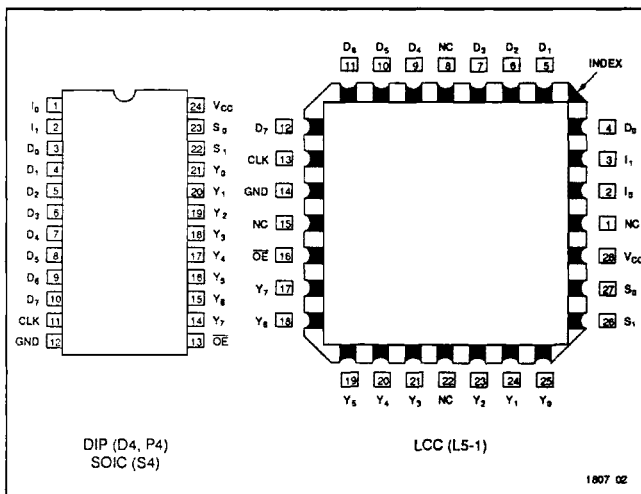 D₆ D₅ D₄ NC D₃ D₂ D₁
11 10 9 8 7 6 5
INDEX
I₀ 1 24 V_CC
I₁ 2 23 S₀
D₀ 3 22 S₁
D₁ 4 21 Y₀
D₂ 5 20 Y₁
D₃ 6 19 Y₂
D₄ 7 18 Y₃
D₅ 8 17 Y₄
D₆ 9 16 Y₅
D₇ 10 15 Y₆
CLK 11 14 Y₇
GND 12 13 O̅E̅
D₇ 12 4 D₀
CLK 13 3 I₁
GND 14 2 I₀
NC 15 1 NC
O̅E̅ 16 28 V_CC
Y₇ 17 27 S₀
Y₆ 18 26 S₁
19 20 21 22 23 24 25
Y₅ Y₄ Y₃ NC Y₂ Y₁ Y₀
DIP (D4, P4)
SOIC (S4)
LCC (L5-1)
1807 02